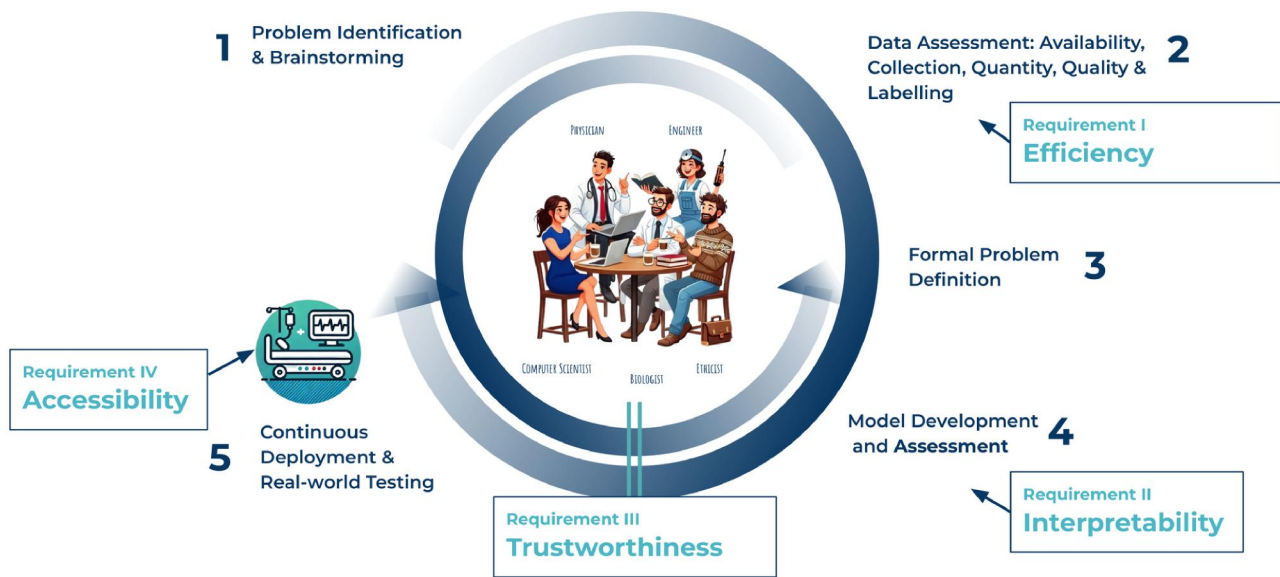 1
Problem Identification
& Brainstorming
Data Assessment: Availability,
Collection, Quantity, Quality &
Labelling
2
Requirement I
Efficiency
PHYSICIAN
ENGINEER
Formal Problem
Definition
3
Requirement IV
Accessibility
COMPUTER SCIENTIST
BIOLOGIST
ETHICIST
Model Development
and Assessment
4
5
Continuous
Deployment &
Real-world Testing
Requirement II
Interpretability
Requirement III
Trustworthiness